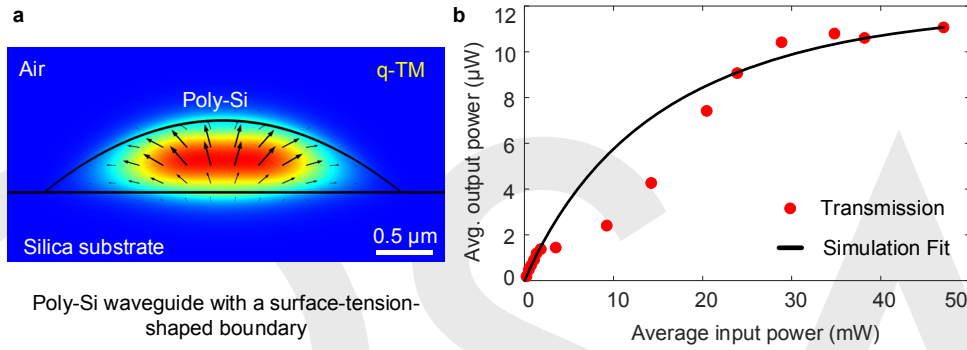 a
Air
q-TM
Poly-Si
Silica substrate
0.5 µm
Poly-Si waveguide with a surface-tension-
shaped boundary
b
Avg. output power (µW)
12
10
8
6
4
2
0
Transmission
Simulation Fit
0
10
20
30
40
50
Average input power (mW)